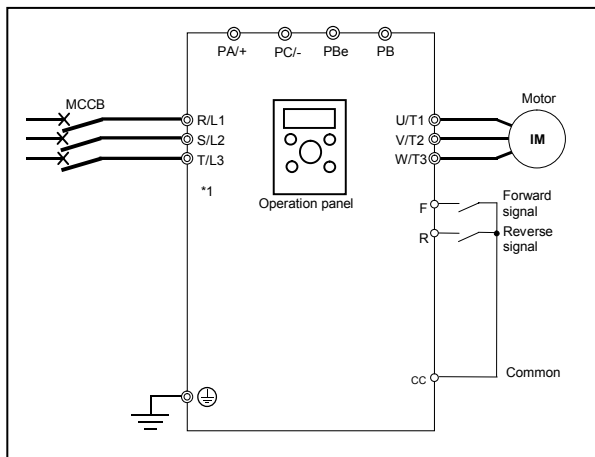 PA/+ PC/- PBe PB
MCCB
R/L1
S/L2
T/L3
*1
Operation panel
U/T1
V/T2
W/T3
Motor
IM
F
Forward
signal
R
Reverse
signal
CC
Common